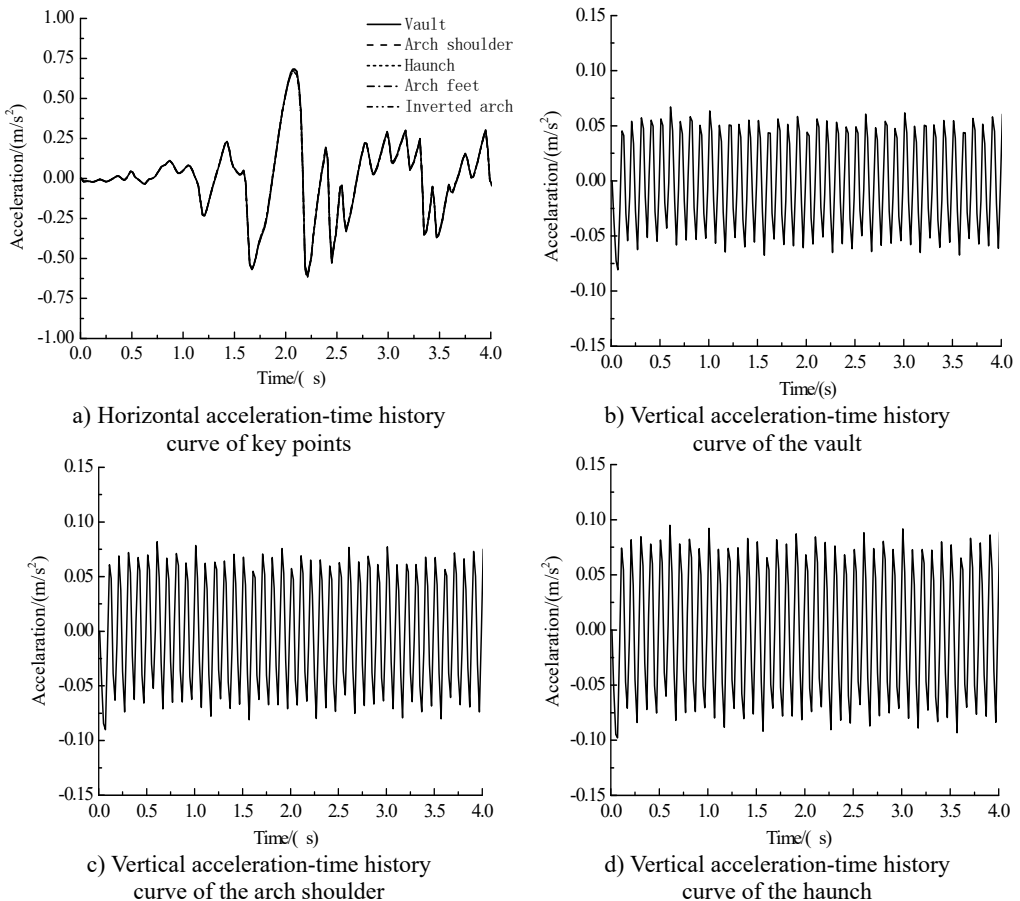 1.00
0.75
0.50
0.25
0.00
-0.25
-0.50
-0.75
-1.00
Acceleration/(m/s²)
Vault
Arch shoulder
Haunch
Arch feet
Inverted arch
0.0 0.5 1.0 1.5 2.0 2.5 3.0 3.5 4.0
Time/( s)
a) Horizontal acceleration-time history
curve of key points
0.15
0.10
0.05
0.00
-0.05
-0.10
-0.15
Accelaration/(m/s²)
0.0 0.5 1.0 1.5 2.0 2.5 3.0 3.5 4.0
Time/(s)
b) Vertical acceleration-time history
curve of the vault
0.15
0.10
0.05
0.00
-0.05
-0.10
-0.15
Accelaration/(m/s²)
0.0 0.5 1.0 1.5 2.0 2.5 3.0 3.5 4.0
Time/( s)
c) Vertical acceleration-time history
curve of the arch shoulder
0.15
0.10
0.05
0.00
-0.05
-0.10
-0.15
Accelaration/(m/s²)
0.0 0.5 1.0 1.5 2.0 2.5 3.0 3.5 4.0
Time/( s)
d) Vertical acceleration-time history
curve of the haunch